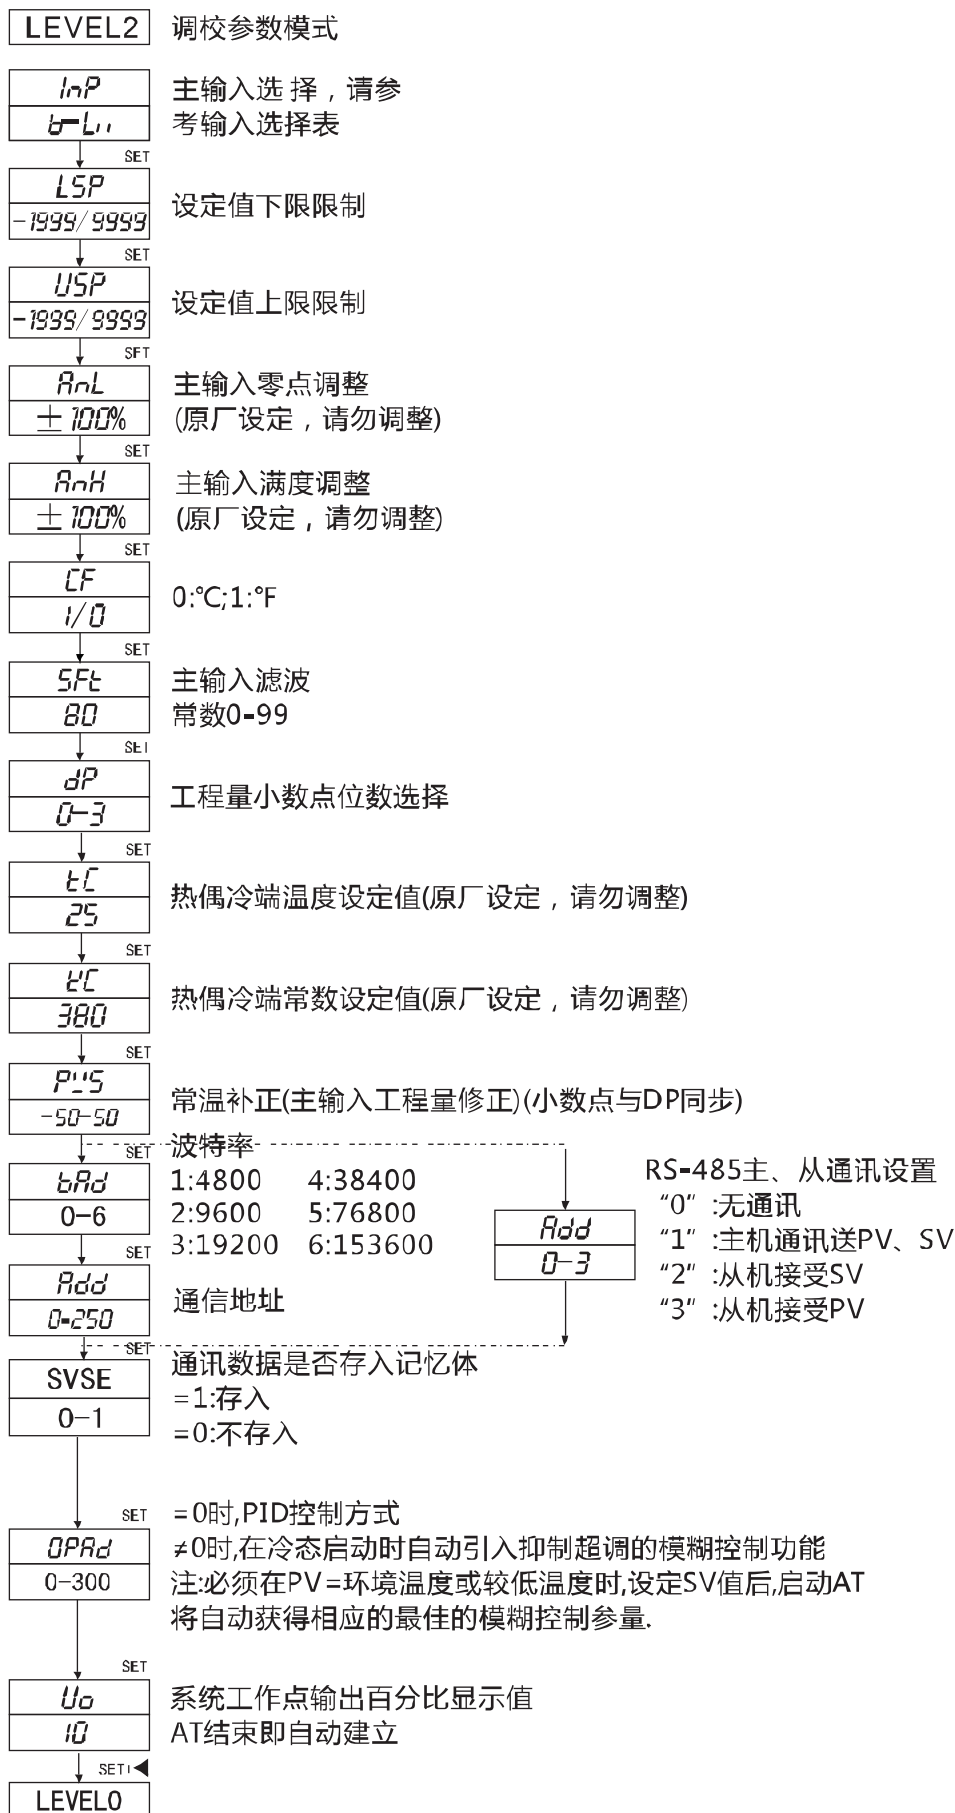 LEVEL2 调校参数模式
InP 主输入选 择，请参
b-Lin 考输入选择表
SET
LSP
-1999/9999 设定值下限限制
SET
USP
-1999/9999 设定值上限限制
SET
AnL 主输入零点调整
±100% (原厂设定，请勿调整)
SET
AnH 主输入满度调整
±100% (原厂设定，请勿调整)
SET
CF
1/0 0:℃;1:℉
SET
SFt 主输入滤波
80 常数0-99
SET
dP
0-3 工程量小数点位数选择
SET
tC
25 热偶冷端温度设定值(原厂设定，请勿调整)
SET
380 热偶冷端常数设定值(原厂设定，请勿调整)
SET
-50-50 常温补正(主输入工程量修正)(小数点与DP同步)
SET 波特率
bAd 1:4800 4:38400
0-6 2:9600 5:76800
3:19200 6:153600
SET
Add
0-250 通信地址
Add
0-3
RS-485主、从通讯设置
“0”:无通讯
“1”:主机通讯送PV、SV
“2”:从机接受SV
“3”:从机接受PV
SET
SVSE 通讯数据是否存入记忆体
0-1 =1:存入
=0:不存入
SET =0时,PID控制方式
OPAd ≠0时,在冷态启动时自动引入抑制超调的模糊控制功能
0-300 注:必须在PV=环境温度或较低温度时,设定SV值后,启动AT
将自动获得相应的最佳的模糊控制参量.
SET
Uo 系统工作点输出百分比显示值
10 AT结束即自动建立
SET+◀
LEVEL0